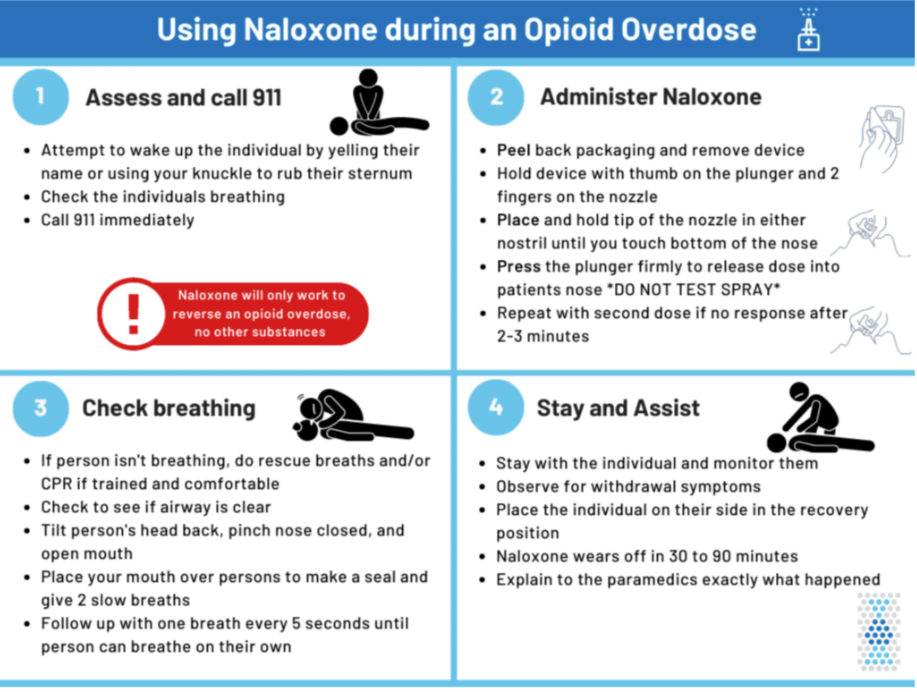 Using Naloxone during an Opioid Overdose
1
Assess and call 911
• Attempt to wake up the individual by yelling their
name or using your knuckle to rub their sternum
• Check the individuals breathing
• Call 911 immediately
!
Naloxone will only work to
reverse an opioid overdose,
no other substances
2
Administer Naloxone
• Peel back packaging and remove device
• Hold device with thumb on the plunger and 2
fingers on the nozzle
• Place and hold tip of the nozzle in either
nostril until you touch bottom of the nose
• Press the plunger firmly to release dose into
patients nose *DO NOT TEST SPRAY*
• Repeat with second dose if no response after
2-3 minutes
3
Check breathing
• If person isn't breathing, do rescue breaths and/or
CPR if trained and comfortable
• Check to see if airway is clear
• Tilt person's head back, pinch nose closed, and
open mouth
• Place your mouth over persons to make a seal and
give 2 slow breaths
• Follow up with one breath every 5 seconds until
person can breathe on their own
4
Stay and Assist
• Stay with the individual and monitor them
• Observe for withdrawal symptoms
• Place the individual on their side in the recovery
position
• Naloxone wears off in 30 to 90 minutes
• Explain to the paramedics exactly what happened